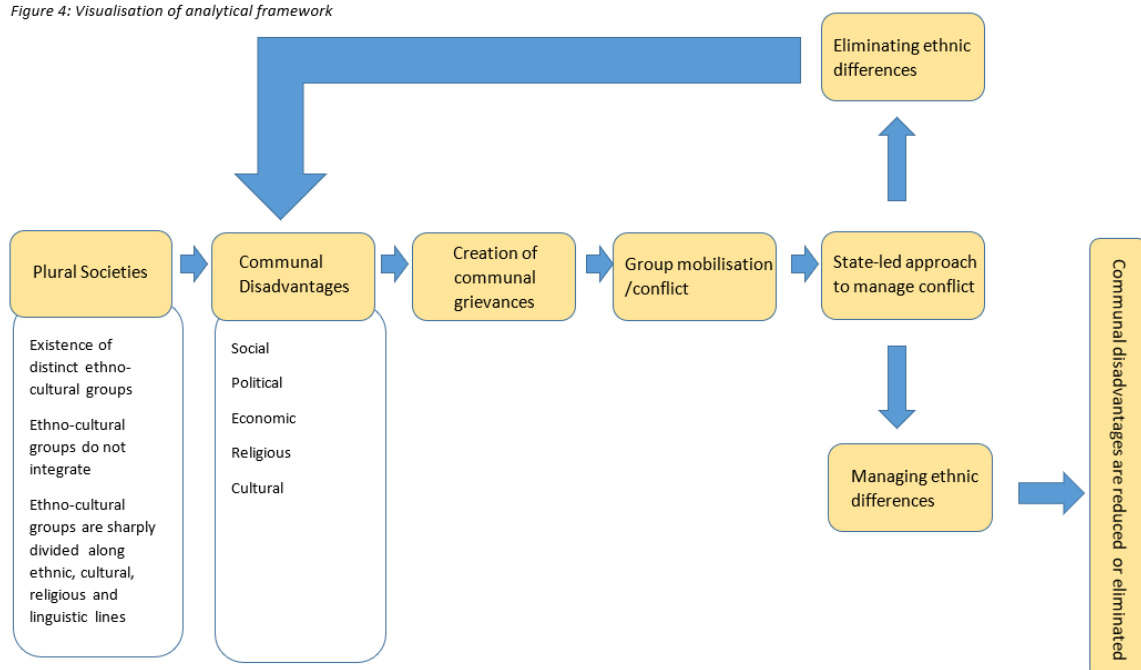 Figure 4: Visualisation of analytical framework
Eliminating ethnic
differences
Plural Societies
Communal
Disadvantages
Creation of
communal
grievances
Group mobilisation
/conflict
State-led approach
to manage conflict
Existence of
distinct ethno-
cultural groups
Ethno-cultural
groups do not
integrate
Ethno-cultural
groups are sharply
divided along
ethnic, cultural,
religious and
linguistic lines
Social
Political
Economic
Religious
Cultural
Managing ethnic
differences
Communal disadvantages are reduced or eliminated